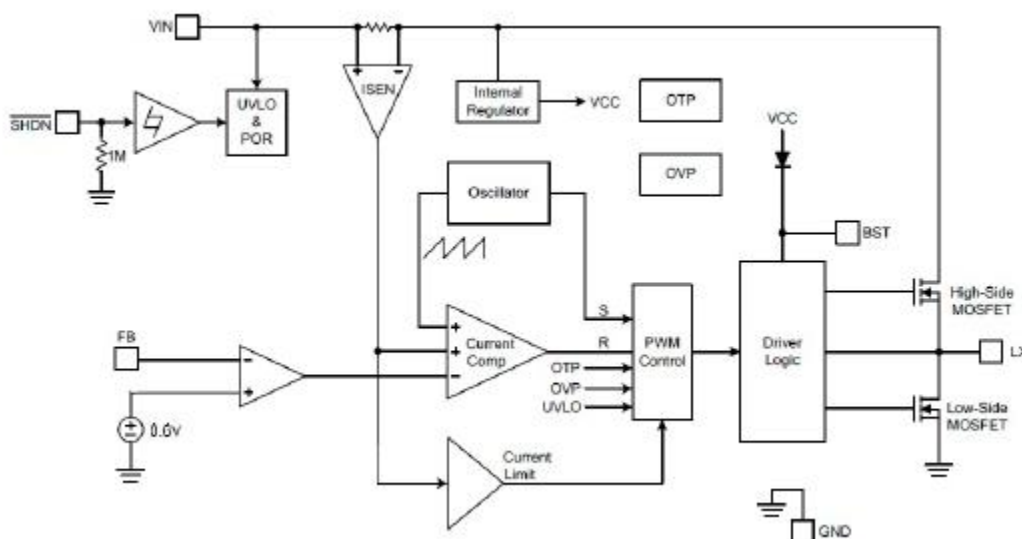 VIN
ISEN
Internal
Regulator
VCC
OTP
SHDN
UVLO
&
POR
1M
VCC
OVP
Oscillator
BST
High-Side
MOSFET
S
FB
Current
Comp
R
PWM
Control
Driver
Logic
LX
OTP
OVP
UVLO
0.6V
Low-Side
MOSFET
Current
Limit
GND